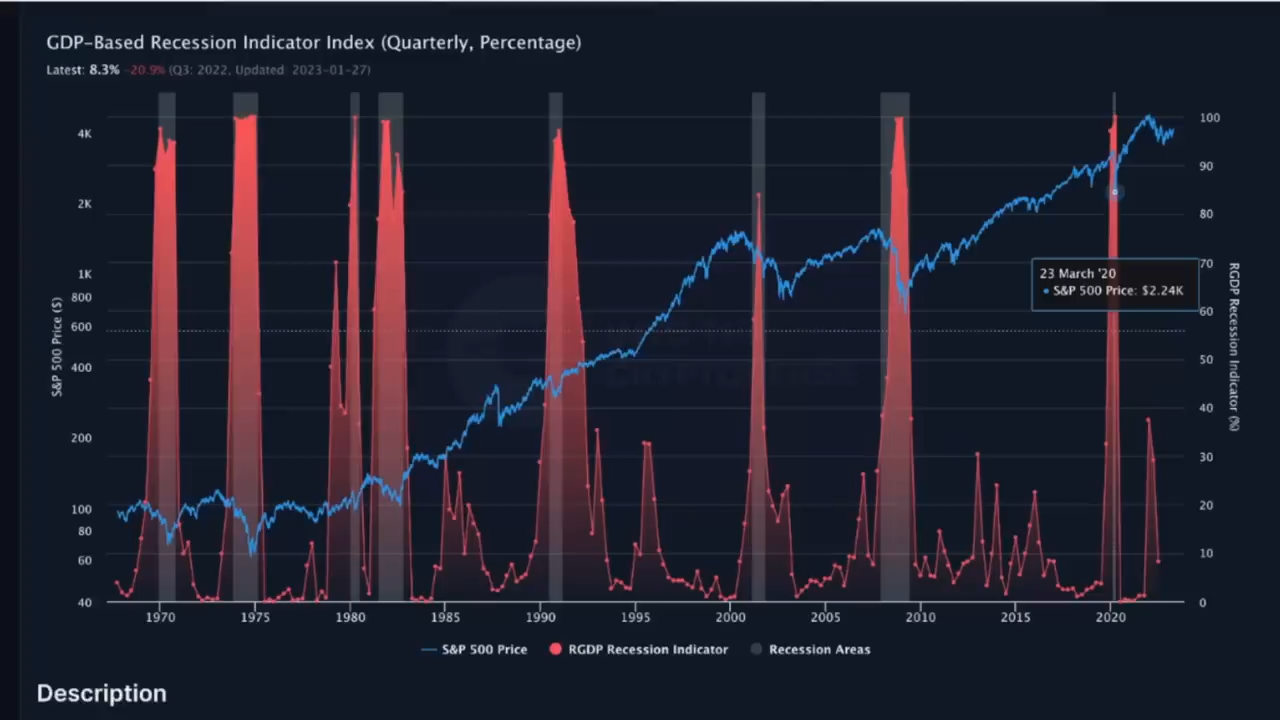 GDP-Based Recession Indicator Index (Quarterly, Percentage)
Latest: 8.3% -20.9% (Q3: 2022, Updated: 2023-01-27)
4K
2K
1K
800
600
400
200
100
80
60
40
S&P 500 Price ($)
100
90
80
70
60
50
40
30
20
10
0
RGDP Recession Indicator (%)
23 March '20
S&P 500 Price: $2.24K
1970 1975 1980 1985 1990 1995 2000 2005 2010 2015 2020
S&P 500 Price RGDP Recession Indicator Recession Areas
Description